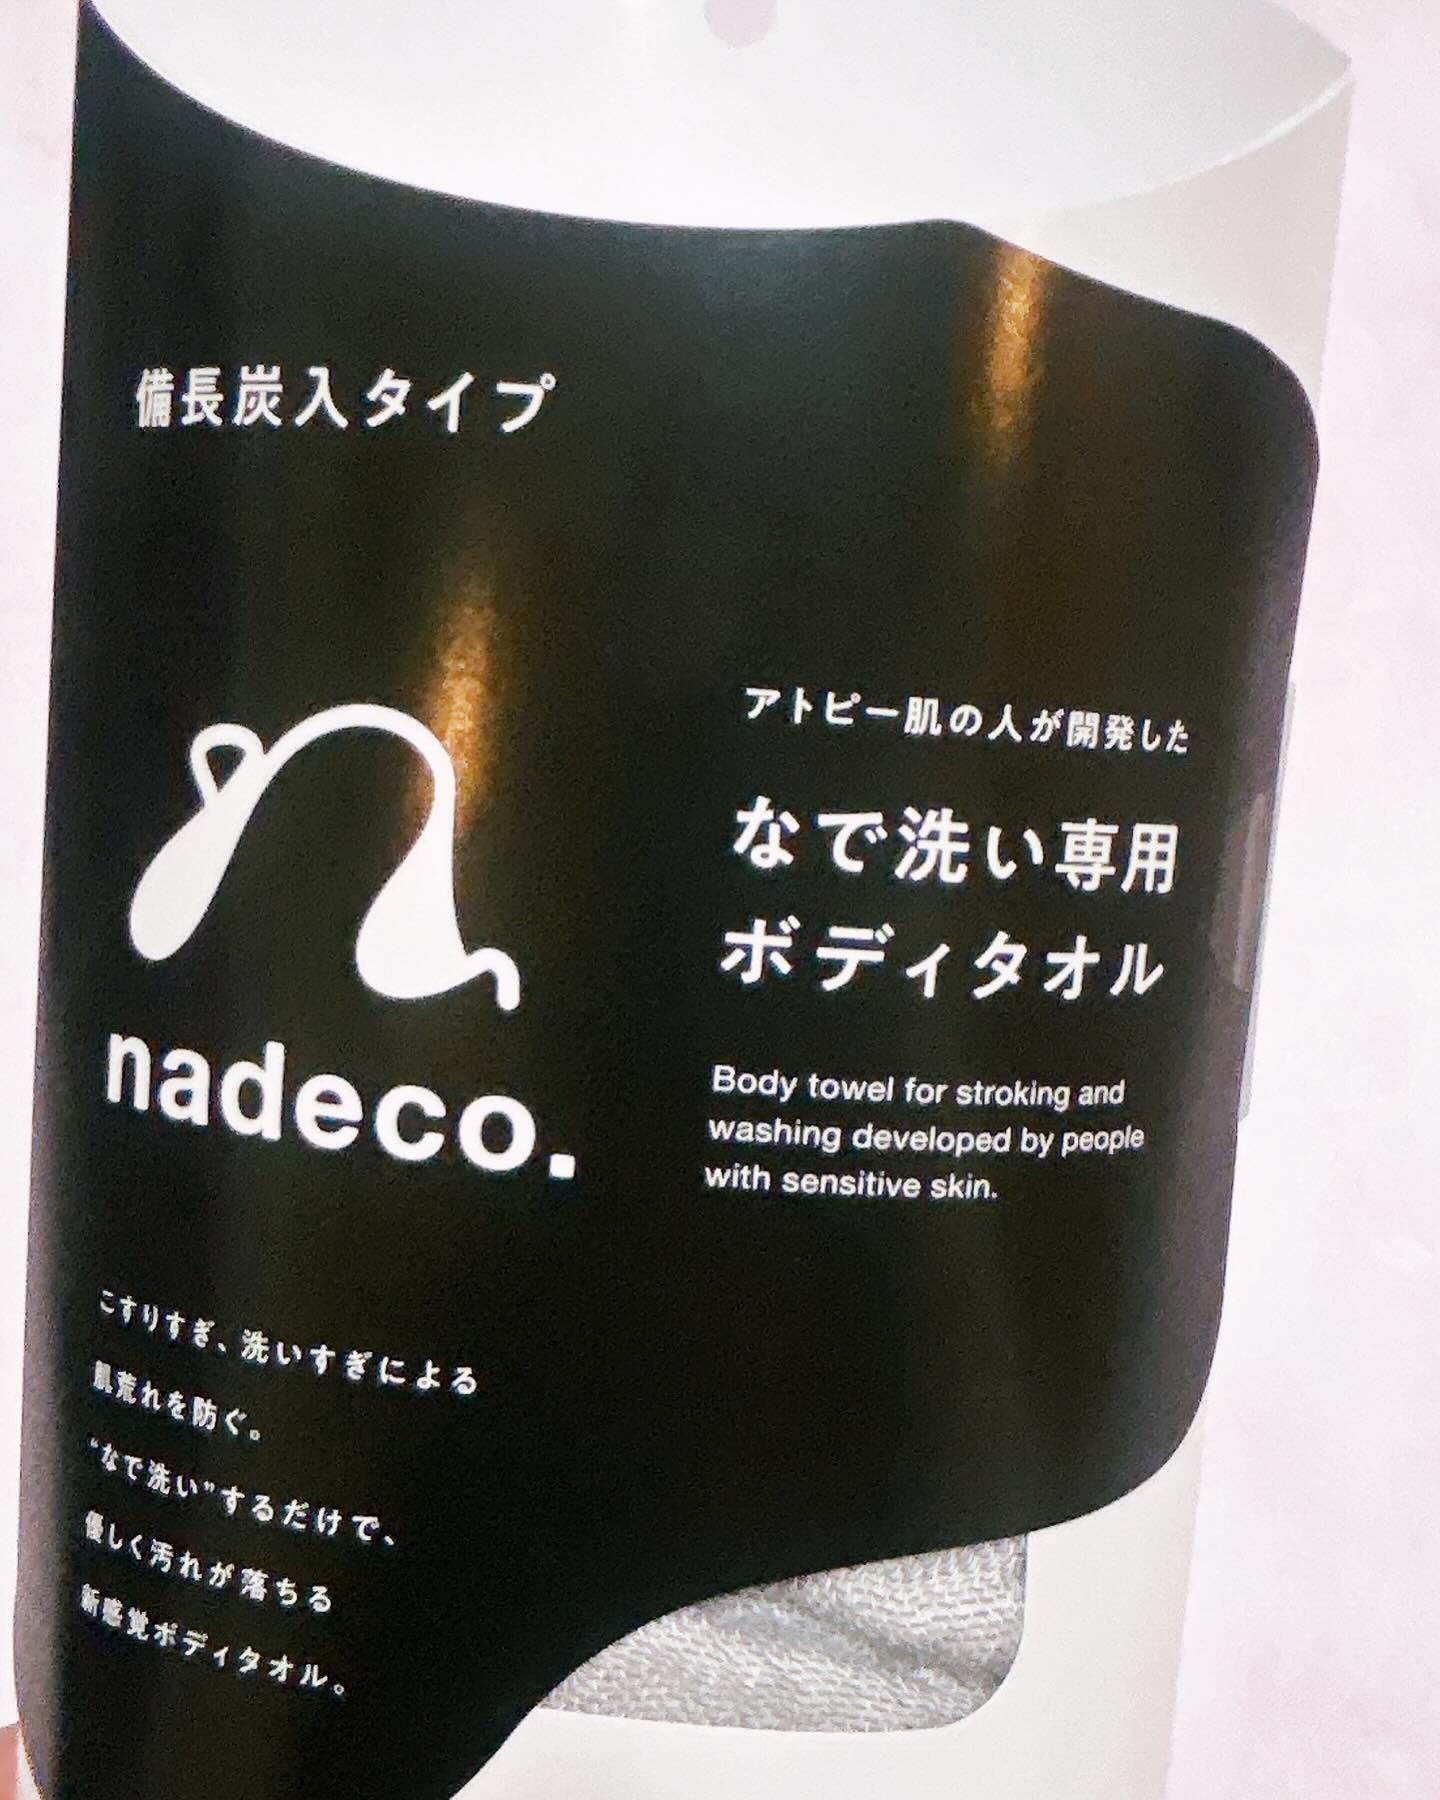 備長炭入タイプ
nadeco.
アトピー肌の人が開発した
なで洗い専用
ボディタオル
Body towel for stroking and
washing developed by people
with sensitive skin.
こすりすぎ、洗いすぎによる
肌荒れを防ぐ。
“なで洗い”するだけで、
優しく汚れが落ちる
新感覚ボディタオル。